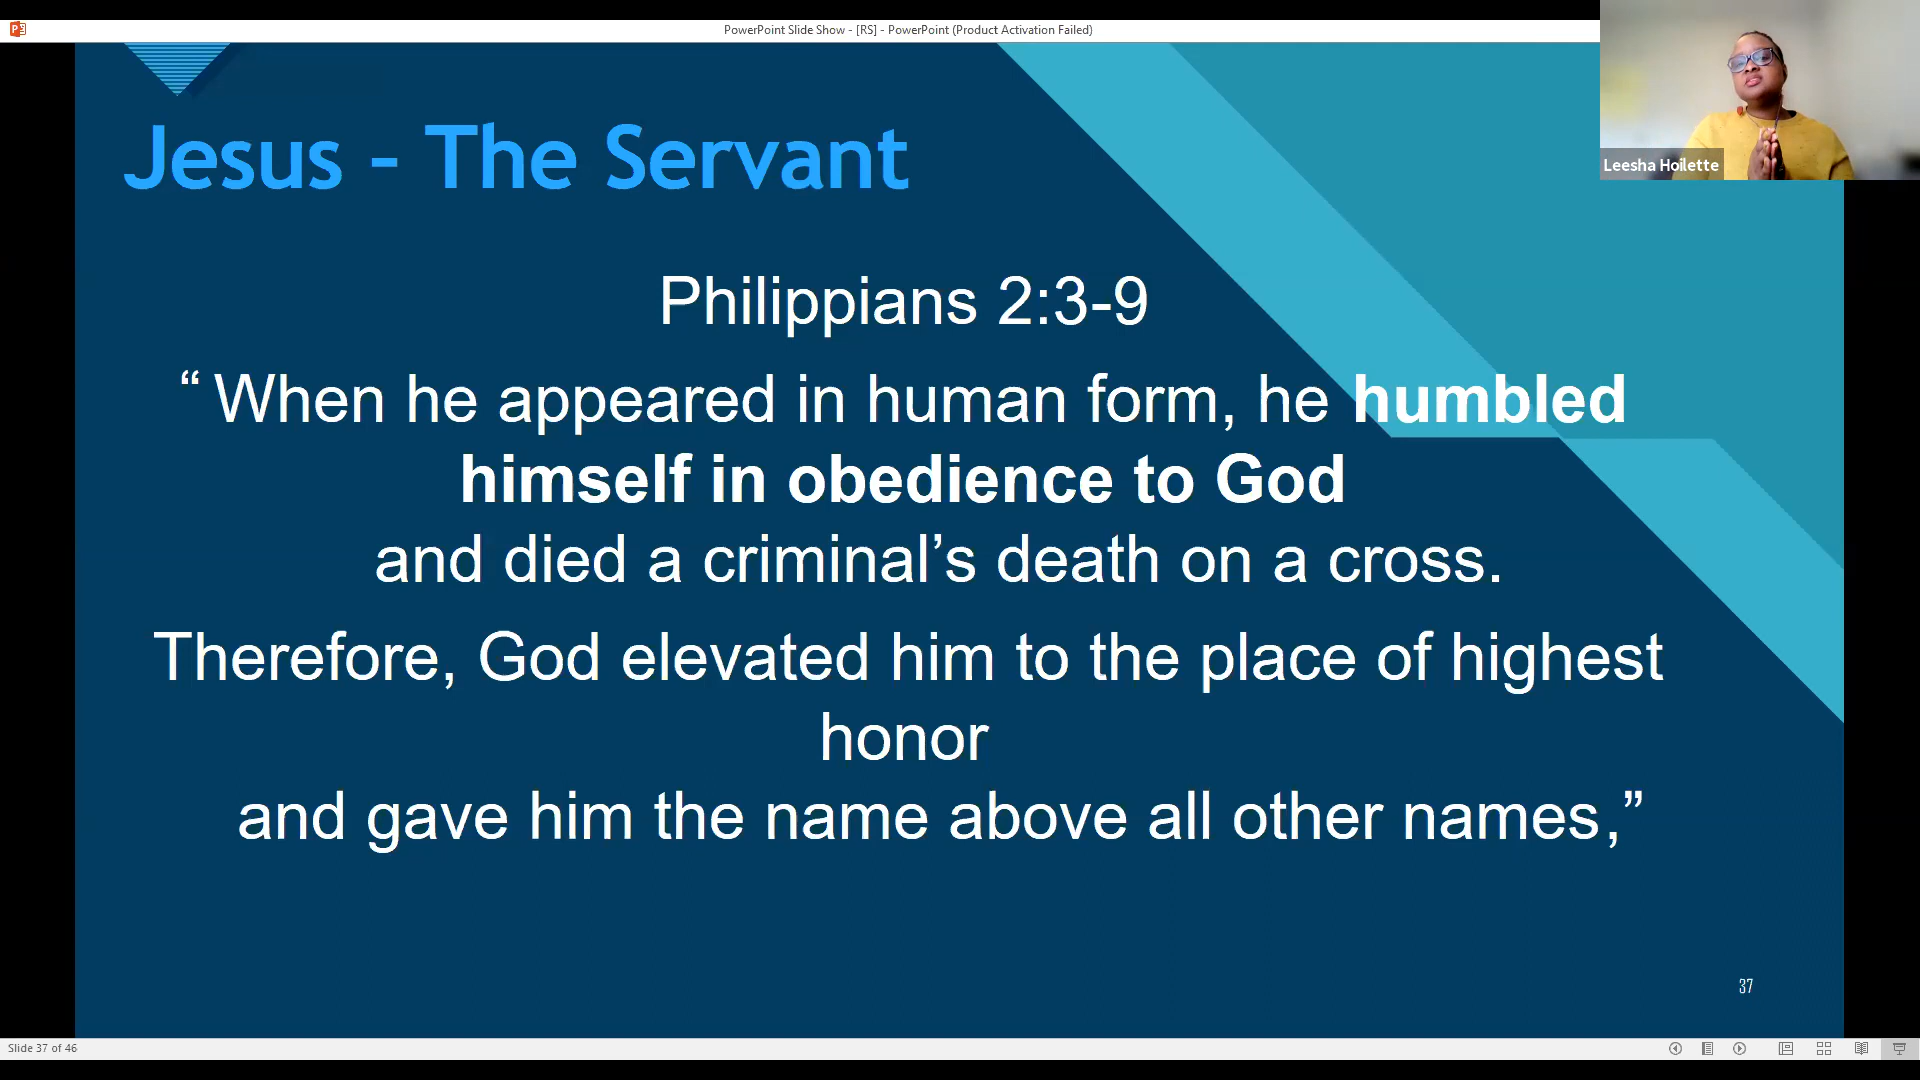 PowerPoint Slide Show - [RS] - PowerPoint (Product Activation Failed)
Leesha Hoilette
Jesus - The Servant
Philippians 2:3-9
“ When he appeared in human form, he humbled
himself in obedience to God
and died a criminal’s death on a cross.
Therefore, God elevated him to the place of highest
honor
and gave him the name above all other names,”
37
Slide 37 of 46